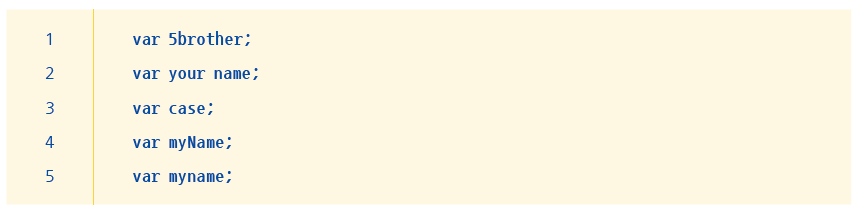 1 var 5brother;
2 var your name;
3 var case;
4 var myName;
5 var myname;